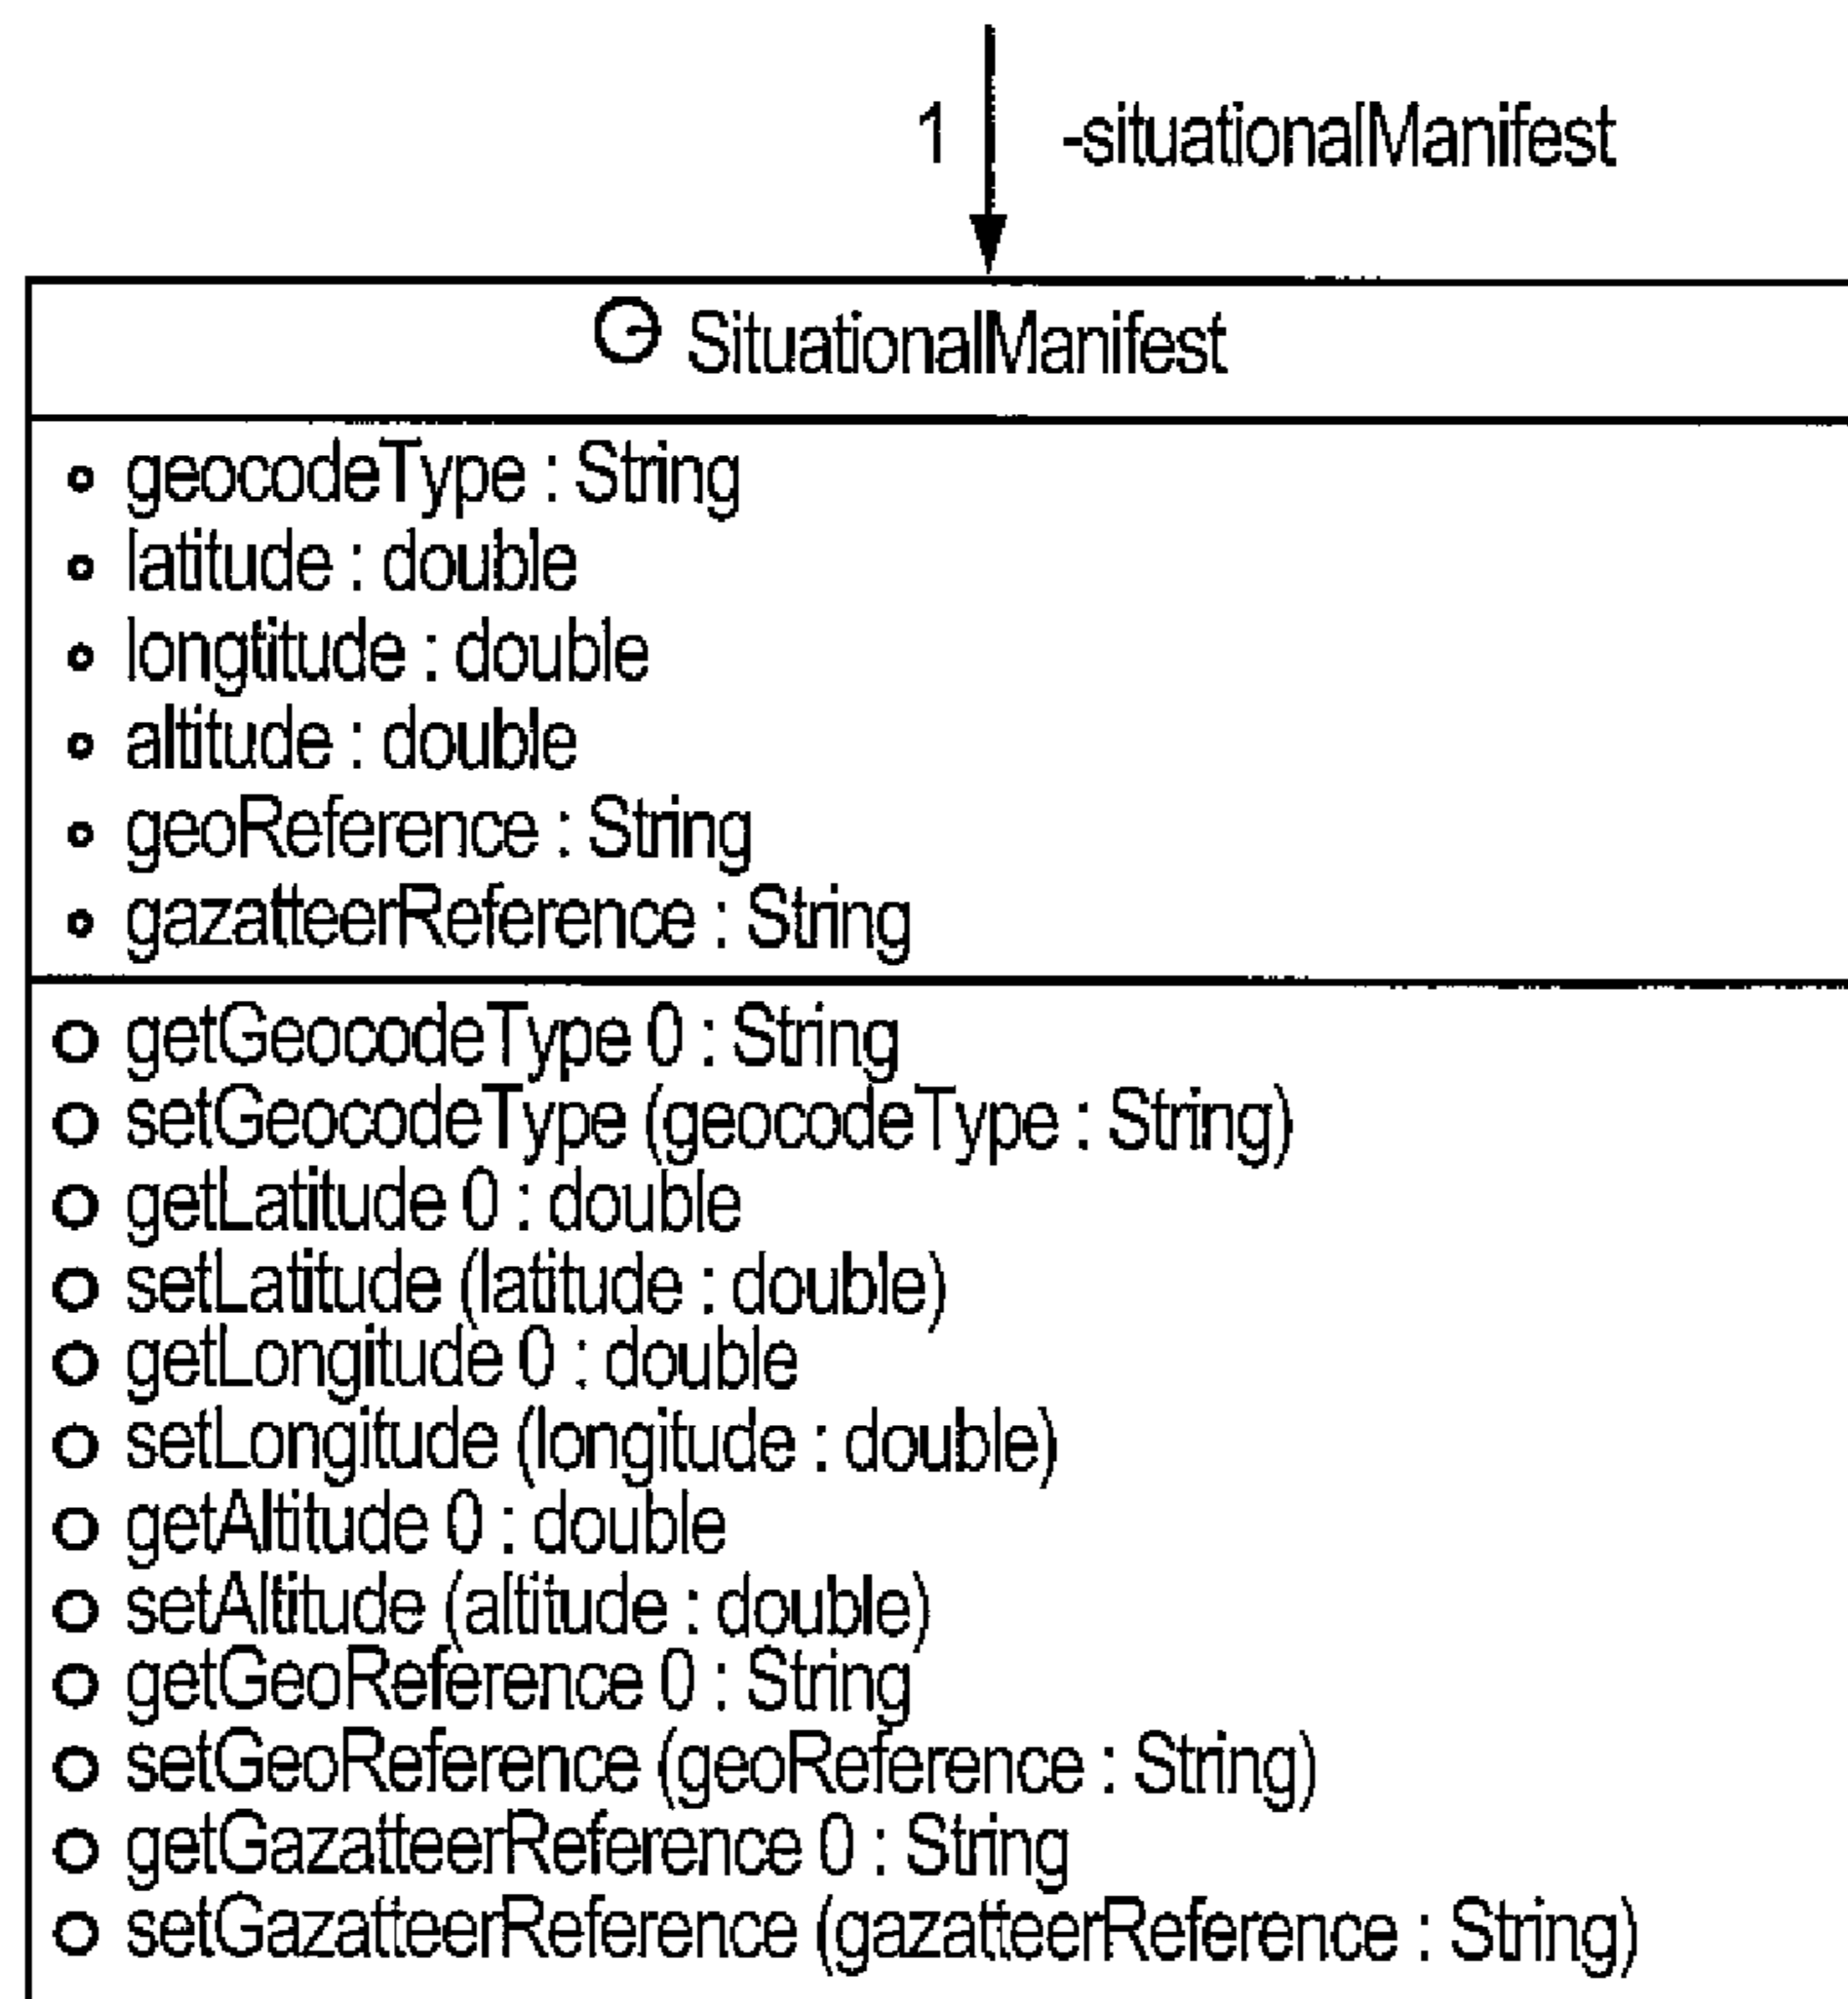 1 -situationalManifest
SituationalManifest
geocodeType : String
latitude : double
longtitude : double
altitude : double
geoReference : String
gazatteerReference : String
getGeocodeType 0 : String
setGeocodeType (geocodeType : String)
getLatitude 0 : double
setLatitude (latitude : double)
getLongitude 0 : double
setLongitude (longitude : double)
getAltitude 0 : double
setAltitude (altitude : double)
getGeoReference 0 : String
setGeoReference (geoReference : String)
getGazatteerReference 0 : String
setGazatteerReference (gazatteerReference : String)